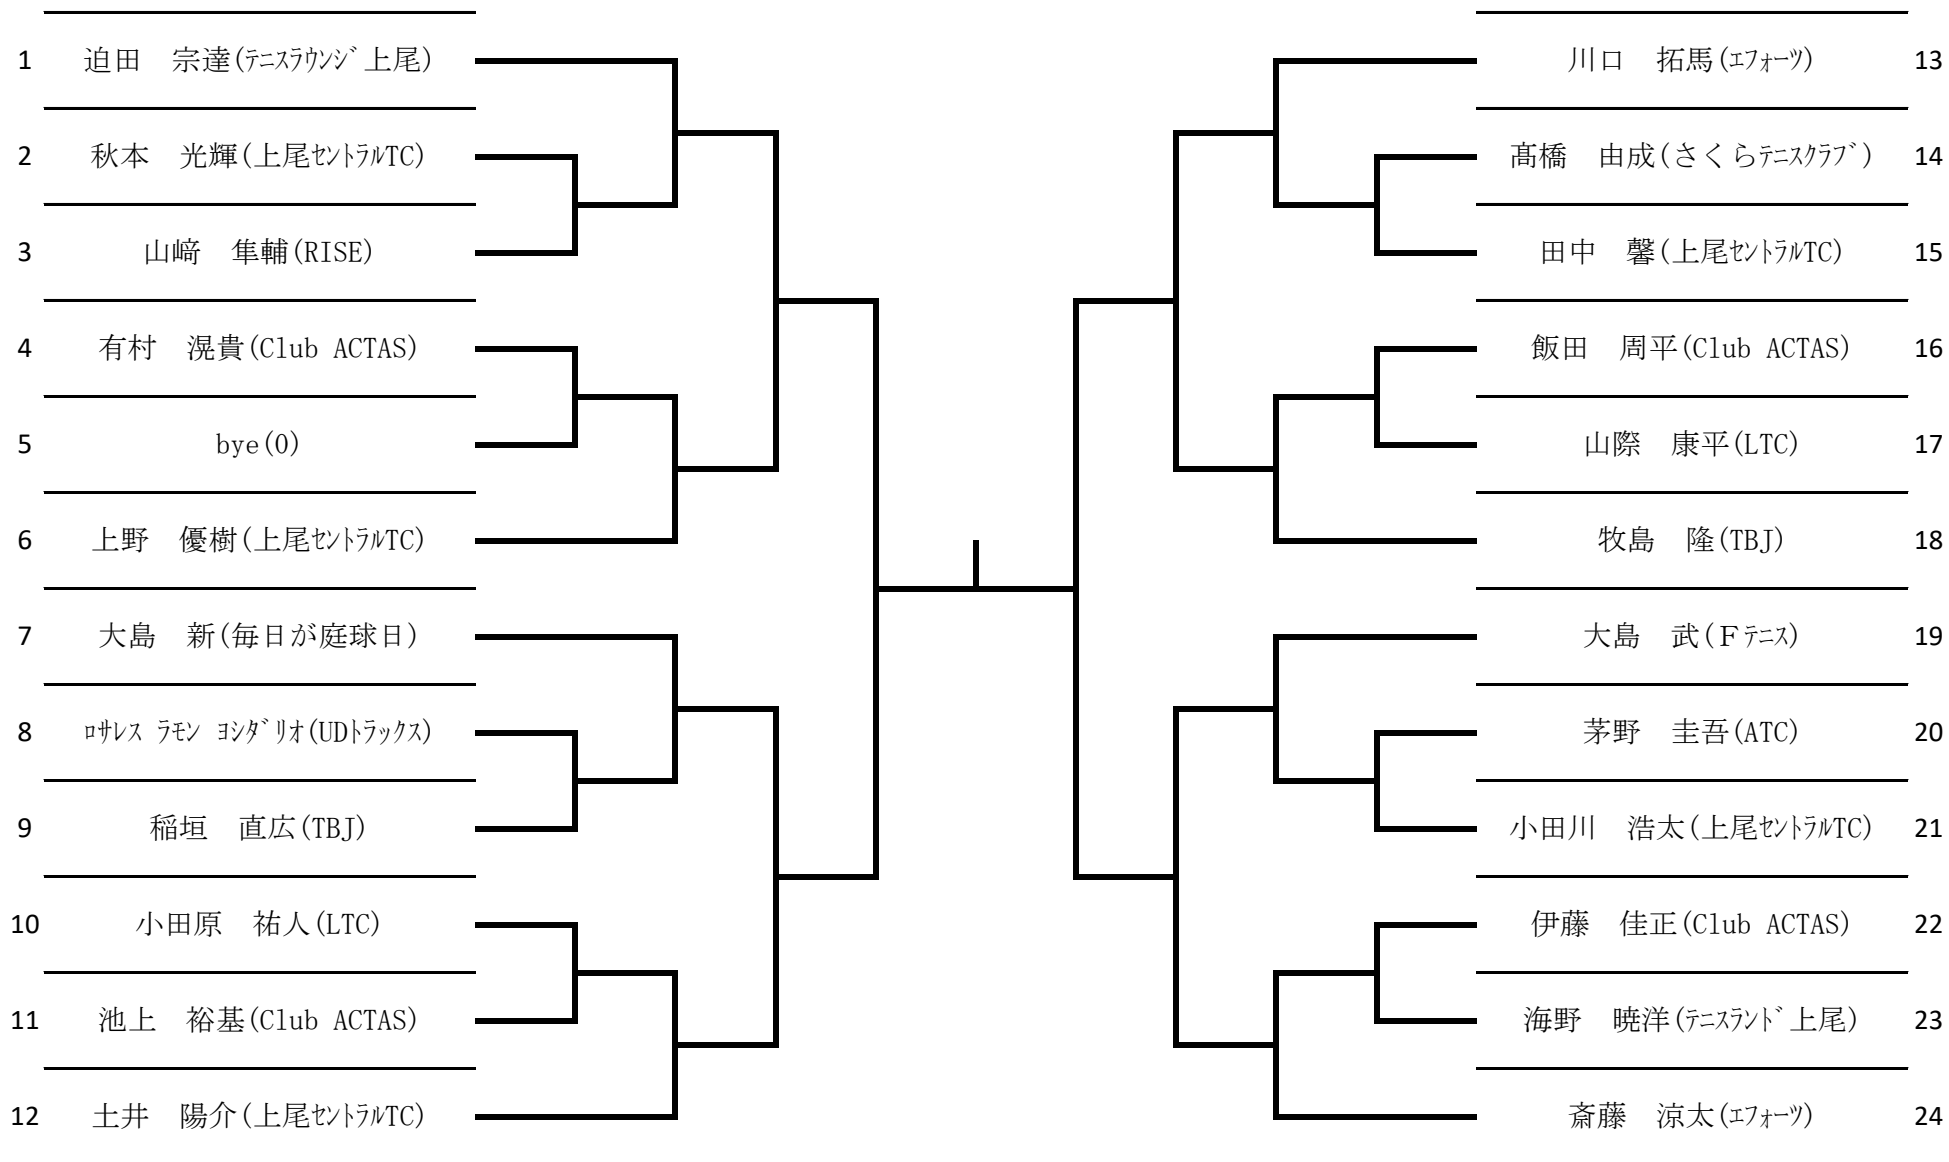 1 迫田　宗達(ﾃﾆｽﾗｳﾝｼﾞ上尾)
2 秋本　光輝(上尾ｾﾝﾄﾗﾙTC)
3 山﨑　隼輔(RISE)
4 有村　滉貴(Club ACTAS)
5 bye(0)
6 上野　優樹(上尾ｾﾝﾄﾗﾙTC)
7 大島　新(毎日が庭球日)
8 ﾛｻﾚｽ ﾗﾓﾝ ﾖｼﾀﾞﾘｵ(UDﾄﾗｯｸｽ)
9 稲垣　直広(TBJ)
10 小田原　祐人(LTC)
11 池上　裕基(Club ACTAS)
12 土井　陽介(上尾ｾﾝﾄﾗﾙTC)
川口　拓馬(ｴﾌｫｰﾂ) 13
髙橋　由成(さくらﾃﾆｽｸﾗﾌﾞ) 14
田中　馨(上尾ｾﾝﾄﾗﾙTC) 15
飯田　周平(Club ACTAS) 16
山際　康平(LTC) 17
牧島　隆(TBJ) 18
大島　武(Ｆﾃﾆｽ) 19
茅野　圭吾(ATC) 20
小田川　浩太(上尾ｾﾝﾄﾗﾙTC) 21
伊藤　佳正(Club ACTAS) 22
海野　暁洋(ﾃﾆｽﾗﾝﾄﾞ上尾) 23
斎藤　涼太(ｴﾌｫｰﾂ) 24